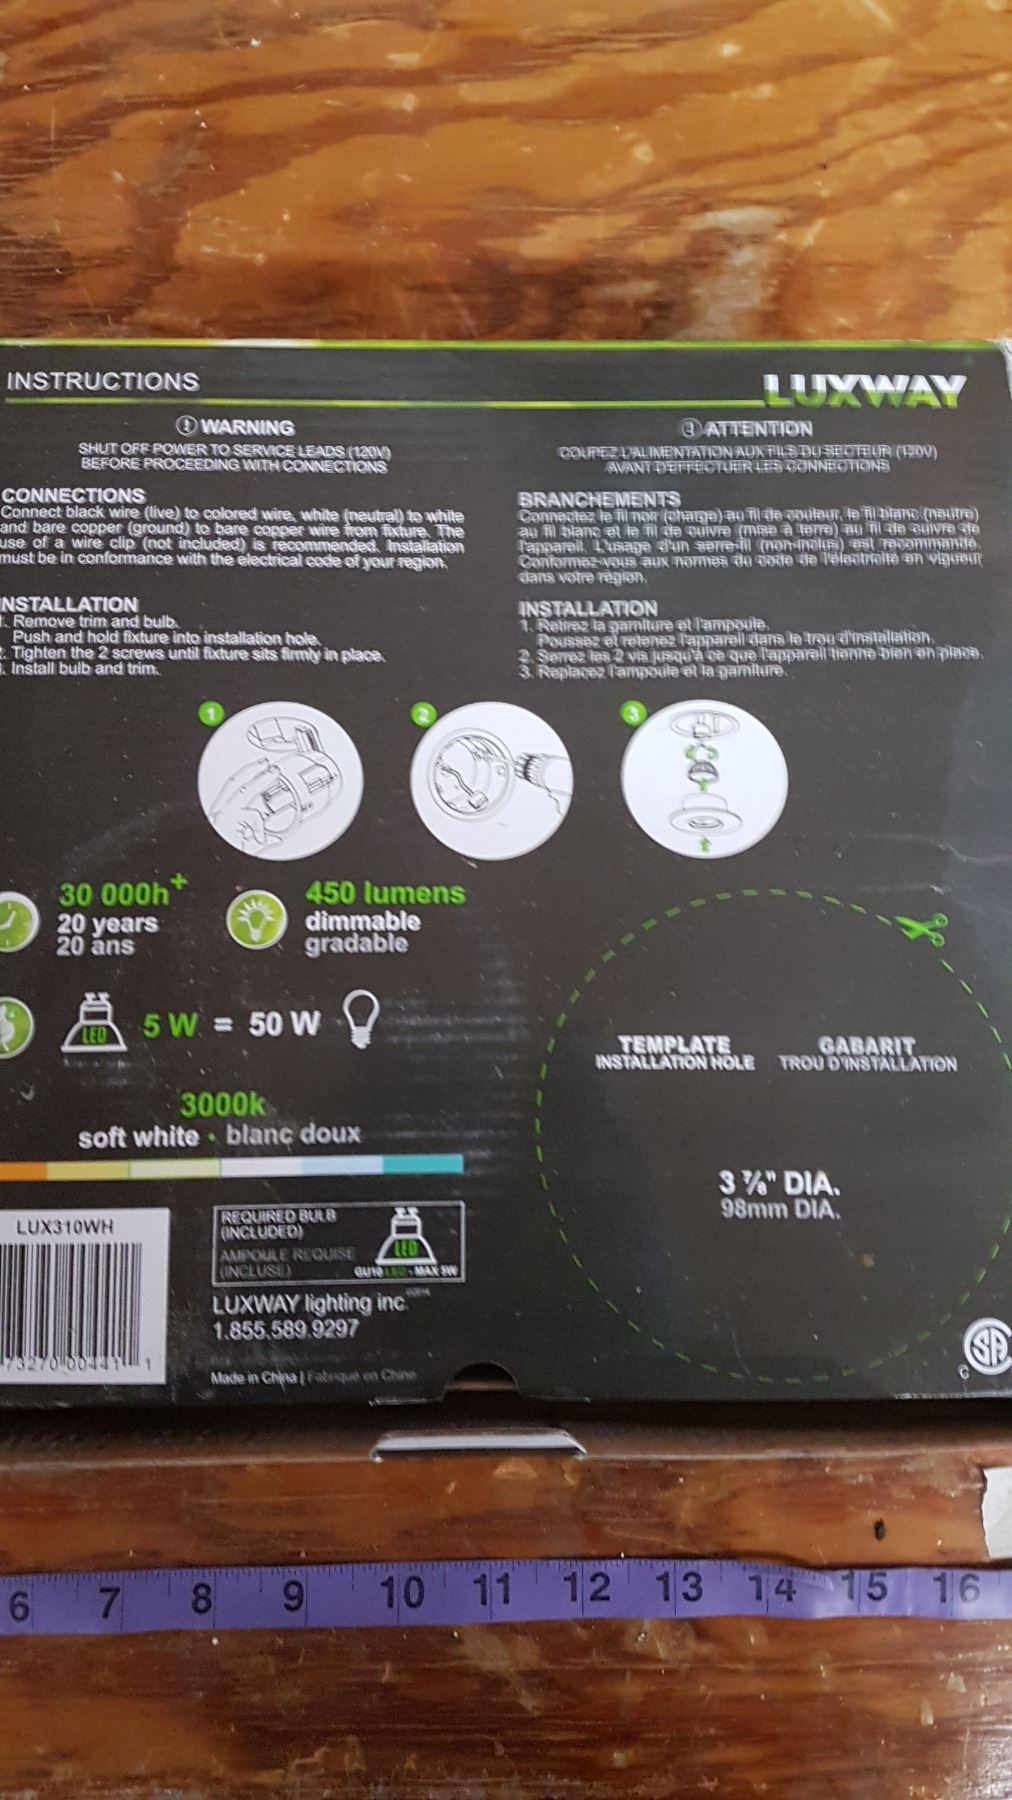 INSTRUCTIONS
LUXWAY
! WARNING
SHUT OFF POWER TO SERVICE LEADS (120V)
BEFORE PROCEEDING WITH CONNECTIONS
CONNECTIONS
Connect black wire (live) to colored wire, white (neutral) to white
and bare copper (ground) to bare copper wire from fixture. The
use of a wire clip (not included) is recommended. Installation
must be in conformance with the electrical code of your region.
INSTALLATION
1. Remove trim and bulb.
Push and hold fixture into installation hole.
2. Tighten the 2 screws until fixture sits firmly in place.
3. Install bulb and trim.
! ATTENTION
COUPEZ L'ALIMENTATION AUX FILS DU SECTEUR (120V)
AVANT D'EFFECTUER LES CONNECTIONS
BRANCHEMENTS
Connectez le fil noir (charge) au fil de couleur, le fil blanc (neutre)
au fil blanc et le fil de cuivre (mise à terre) au fil de cuivre de
l'appareil. L'usage d'un serre-fil (non-inclus) est recommandé.
Conformez-vous aux normes du code de l'électricité en vigueur
dans votre région.
INSTALLATION
1. Retirez la garniture et l'ampoule.
Poussez et retenez l'appareil dans le trou d'installation.
2. Serrez les 2 vis jusqu'à ce que l'appareil tienne bien en place.
3. Replacez l'ampoule et la garniture.
1
2
3
30 000h+
20 years
20 ans
450 lumens
dimmable
gradable
LED
5 W = 50 W
3000k
soft white • blanc doux
TEMPLATE
INSTALLATION HOLE
GABARIT
TROU D'INSTALLATION
3 ⅞" DIA.
98mm DIA.
LUX310WH
73270 00441 1
REQUIRED BULB
(INCLUDED)
AMPOULE REQUISE
(INCLUSE)
LED
GU10 LED - MAX 5W
LUXWAY lighting inc
1.855.589.9297
Made in China | Fabriqué en Chine
C SA
6 7 8 9 10 11 12 13 14 15 16